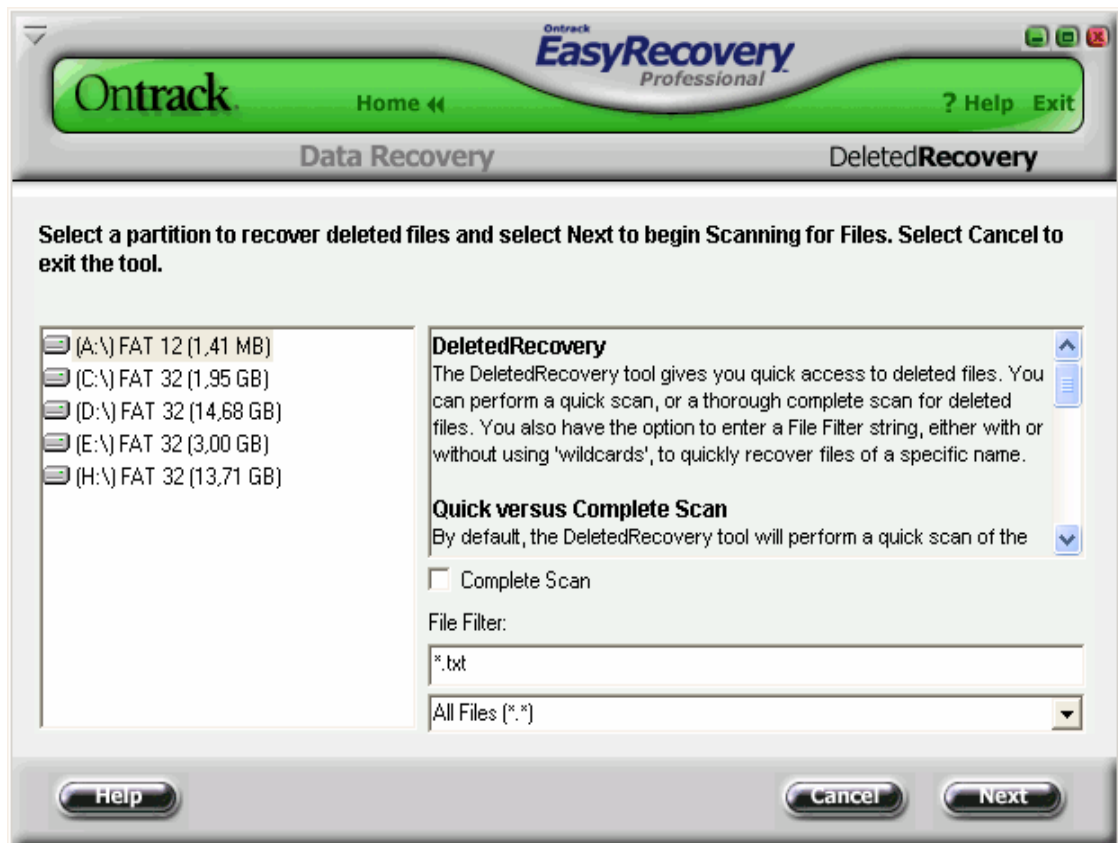 Ontrack
EasyRecovery
Professional
Ontrack. Home ? Help Exit
Data Recovery DeletedRecovery
Select a partition to recover deleted files and select Next to begin Scanning for Files. Select Cancel to
exit the tool.
(A:\) FAT 12 (1,41 MB)
(C:\) FAT 32 (1,95 GB)
(D:\) FAT 32 (14,68 GB)
(E:\) FAT 32 (3,00 GB)
(H:\) FAT 32 (13,71 GB)
DeletedRecovery
The DeletedRecovery tool gives you quick access to deleted files. You
can perform a quick scan, or a thorough complete scan for deleted
files. You also have the option to enter a File Filter string, either with or
without using 'wildcards', to quickly recover files of a specific name.
Quick versus Complete Scan
By default, the DeletedRecovery tool will perform a quick scan of the
Complete Scan
File Filter:
*.txt
All Files (*.*)
Help Cancel Next